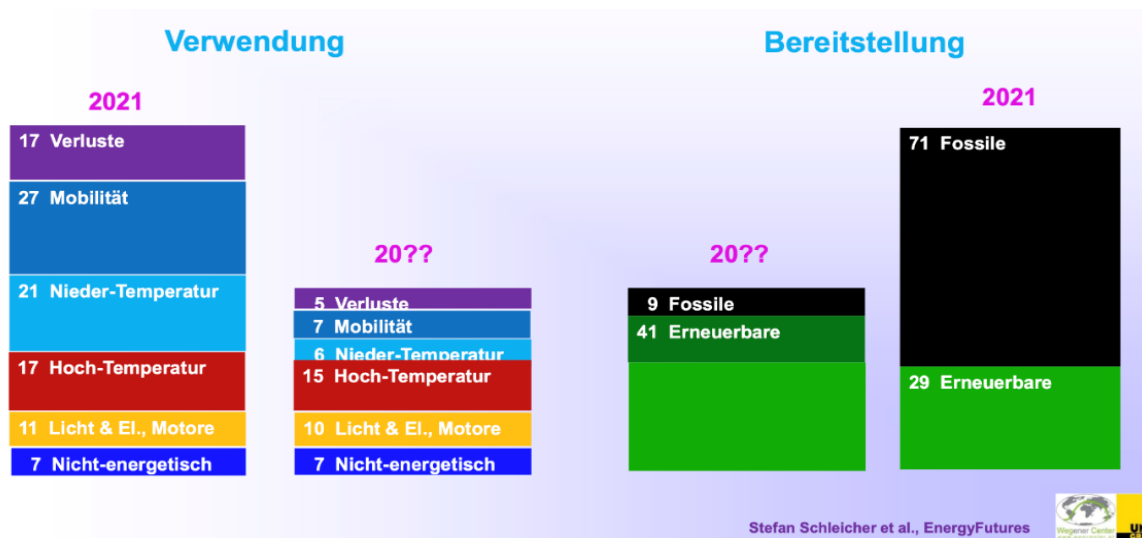 Verwendung
Bereitstellung
2021
17 Verluste
27 Mobilität
21 Nieder-Temperatur
17 Hoch-Temperatur
11 Licht & El., Motore
7 Nicht-energetisch
20??
5 Verluste
7 Mobilität
6 Nieder-Temperatur
15 Hoch-Temperatur
10 Licht & El., Motore
7 Nicht-energetisch
20??
9 Fossile
41 Erneuerbare
2021
71 Fossile
29 Erneuerbare
Stefan Schleicher et al., EnergyFutures
Wegener Center